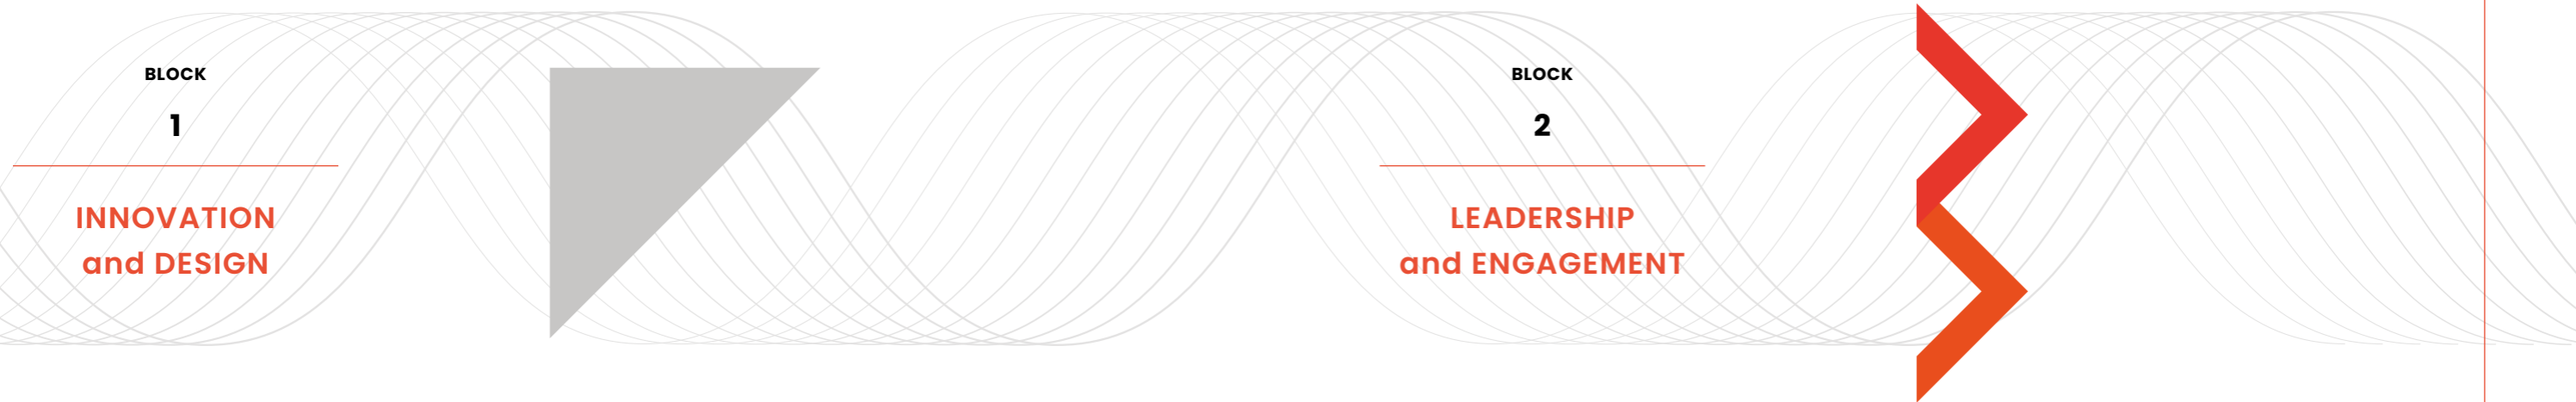 BLOCK
1
INNOVATION
and DESIGN
BLOCK
2
LEADERSHIP
and ENGAGEMENT